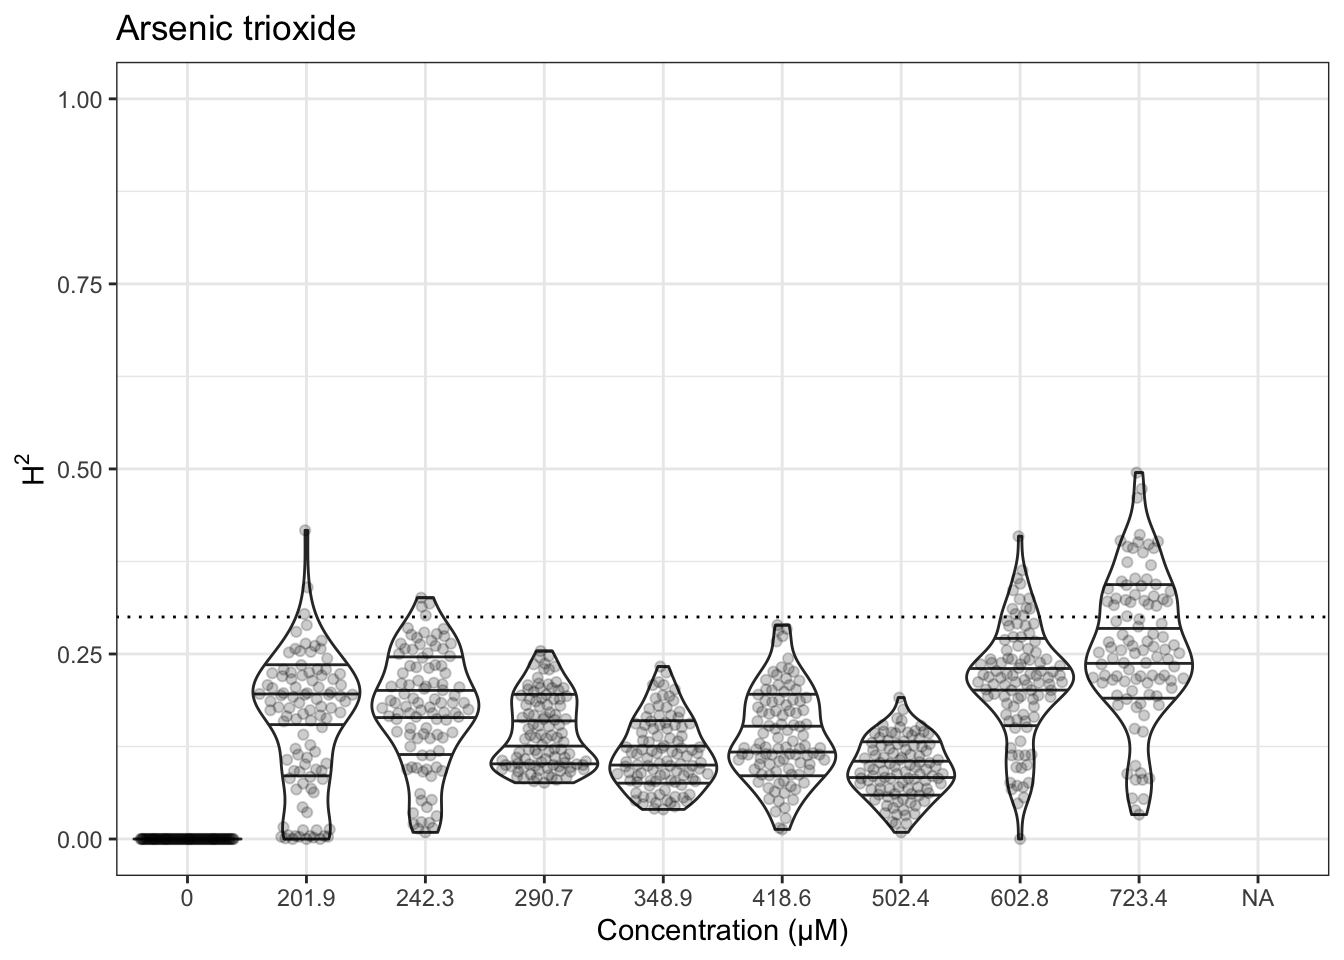 Arsenic trioxide
1.00
0.75
0.50
0.25
0.00
H²
0 201.9 242.3 290.7 348.9 418.6 502.4 602.8 723.4 NA
Concentration (µM)